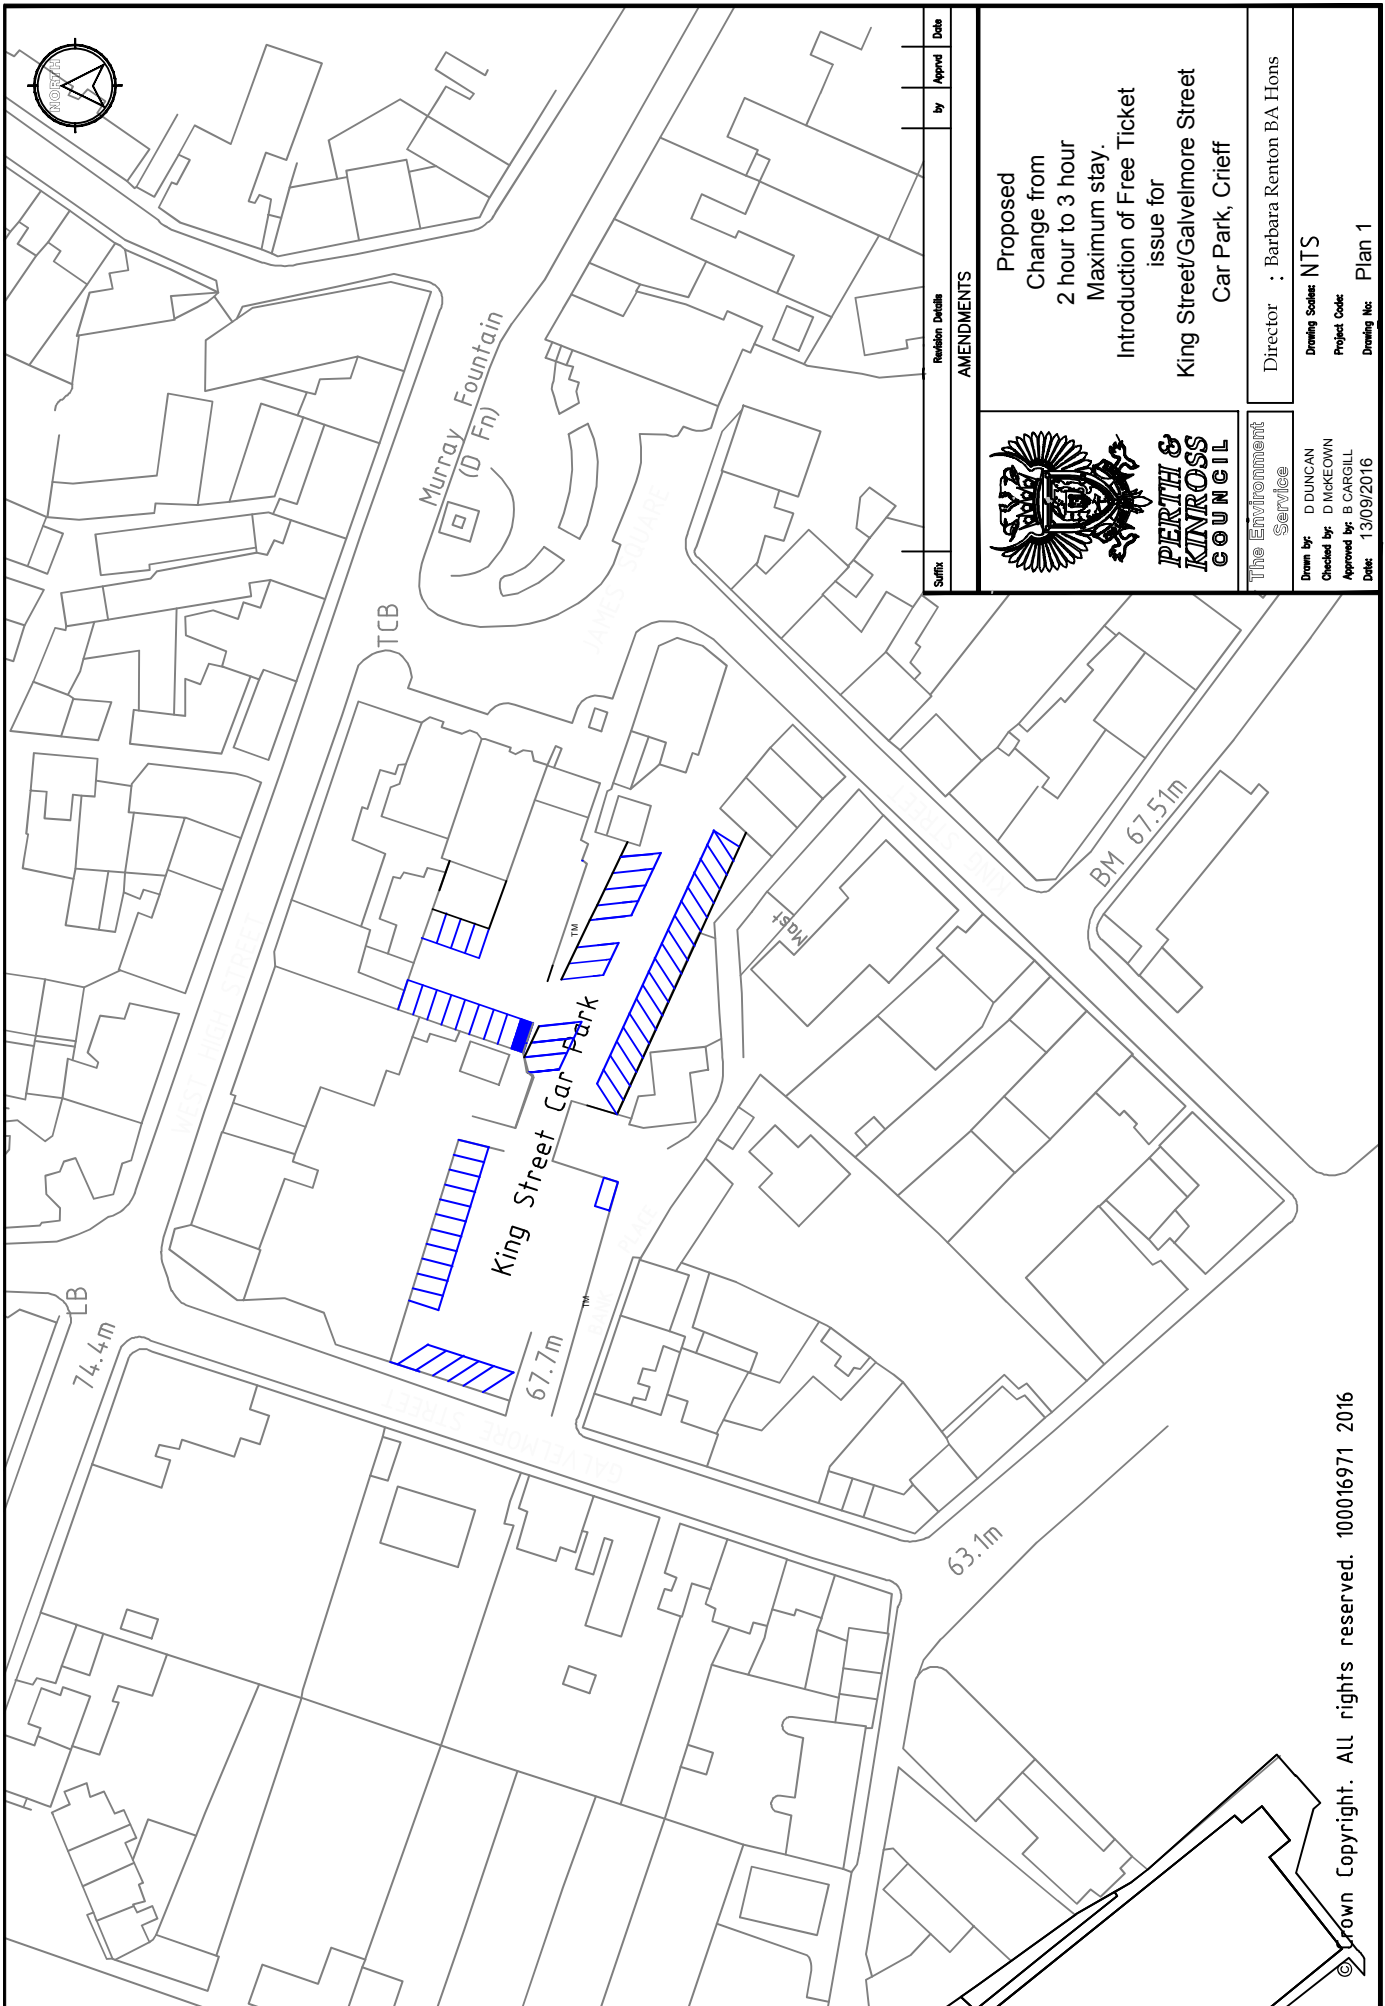 NORTH
Murray Fountain
(D Fn)
JAMES SQUARE
TCB
WEST HIGH STREET
LB
74.4m
TM
King Street Car Park
TM
67.7m
GALVELMORE STREET
BANK PLACE
Mast
KING STREET
BM 67.51m
63.1m
© Crown Copyright. All rights reserved. 100016971 2016
Suffix Revision Details by Apprvd Date
AMENDMENTS
PERTH &
KINROSS
COUNCIL
Proposed
Change from
2 hour to 3 hour
Maximum stay.
Introduction of Free Ticket
issue for
King Street/Galvelmore Street
Car Park, Crieff
The Environment
Service
Director : Barbara Renton BA Hons
Drawn by: D DUNCAN
Checked by: D McKEOWN
Approved by: B CARGILL
Date: 13/09/2016
Drawing Scales: NTS
Project Code:
Drawing No: Plan 1